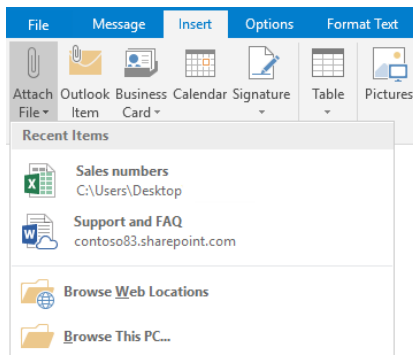 File Message Insert Options Format Text
Attach File Outlook Item Business Card Calendar Signature Table Pictures
Recent Items
Sales numbers
C:\Users\Desktop
Support and FAQ
contoso83.sharepoint.com
Browse Web Locations
Browse This PC...